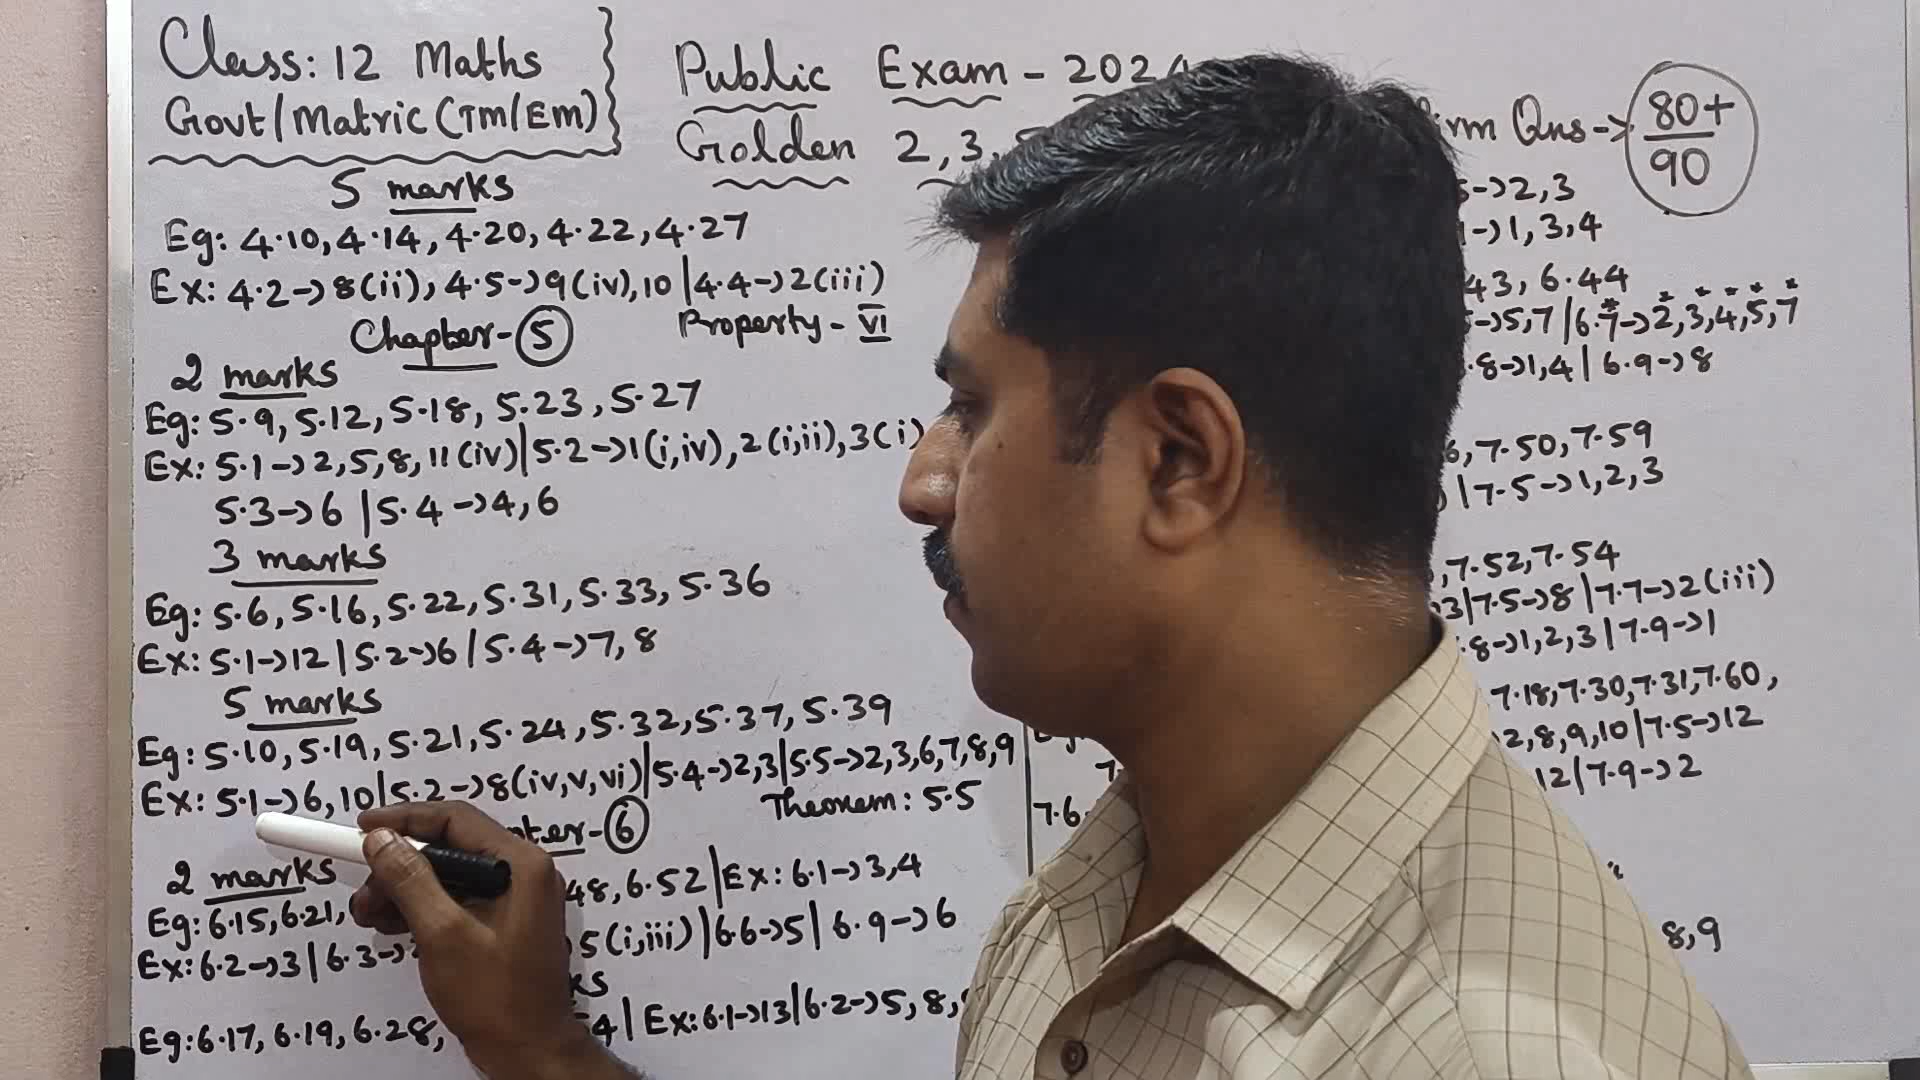 Class: 12 Maths
Govt/Matric (TM/EM)
Public Exam - 2024
Golden 2, 3,
Qns -> 80+/90
5 marks
Eg: 4.10, 4.14, 4.20, 4.22, 4.27
Ex: 4.2->8(ii), 4.5->9(iv), 10 | 4.4->2(iii)
Property - VI
Chapter - 5
2 marks
Eg: 5.9, 5.12, 5.18, 5.23, 5.27
Ex: 5.1->2, 5, 8, 11(iv) | 5.2->1(i, iv), 2(i, ii), 3(i)
5.3->6 | 5.4->4, 6
3 marks
Eg: 5.6, 5.16, 5.22, 5.31, 5.33, 5.36
Ex: 5.1->12 | 5.2->6 | 5.4->7, 8
5 marks
Eg: 5.10, 5.19, 5.21, 5.24, 5.32, 5.37, 5.39
Ex: 5.1->6, 10 | 5.2->8(iv, v, vi) | 5.4->2, 3 | 5.5->2, 3, 6, 7, 8, 9
Theorem: 5.5
6
2 marks
Eg: 6.15, 6.21, 48, 6.52 | Ex: 6.1->3, 4
Ex: 6.2->3 | 6.3-> 5(i, iii) | 6.6->5 | 6.9->6
Eg: 6.17, 6.19, 6.28, 4 | Ex: 6.1->13 | 6.2->5, 8,
->2, 3
->1, 3, 4
43, 6.44
->5, 7 | 6.7->2, 3, 4, 5, 7
8->1, 4 | 6.9->8
6, 7.50, 7.59
| 7.5->1, 2, 3
, 7.52, 7.54
3 | 7.5->8 | 7.7->2(iii)
8->1, 2, 3 | 7.9->1
7.18, 7.30, 7.31, 7.60,
2, 8, 9, 10 | 7.5->12
12 | 7.9->2
7.6
8, 9